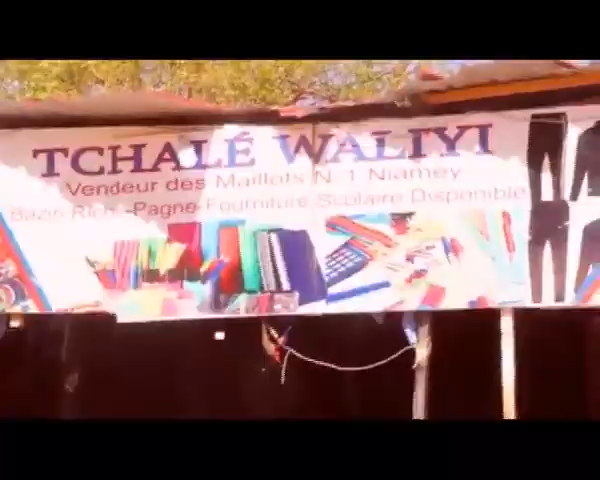 TCHALÉ WALIYI
Vendeur des Maillots N 1 Niamey
Bazin Riche-Pagne-Fourniture Scolaire Disponible